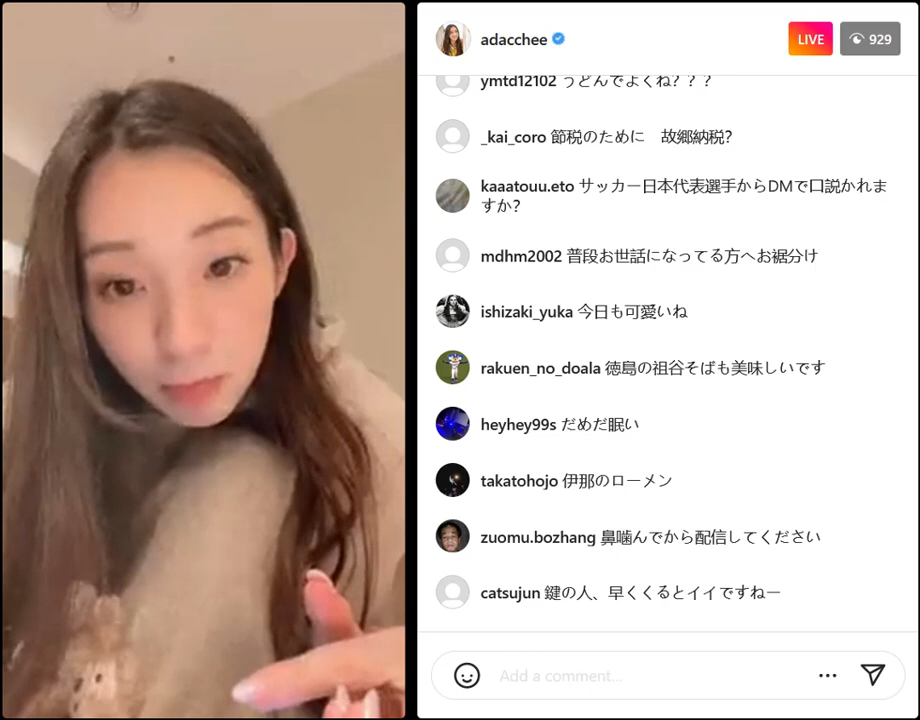 adacchee
LIVE
929
ymtd12102 うどんでよくね？？？
_kai_coro 節税のために　故郷納税?
kaaatouu.eto サッカー日本代表選手からDMで口説かれま
すか?
mdhm2002 普段お世話になってる方へお裾分け
ishizaki_yuka 今日も可愛いね
rakuen_no_doala 徳島の祖谷そばも美味しいです
heyhey99s だめだ眠い
takatohojo 伊那のローメン
zuomu.bozhang 鼻噛んでから配信してください
catsujun 鍵の人、早くくるとイイですねー
Add a comment...